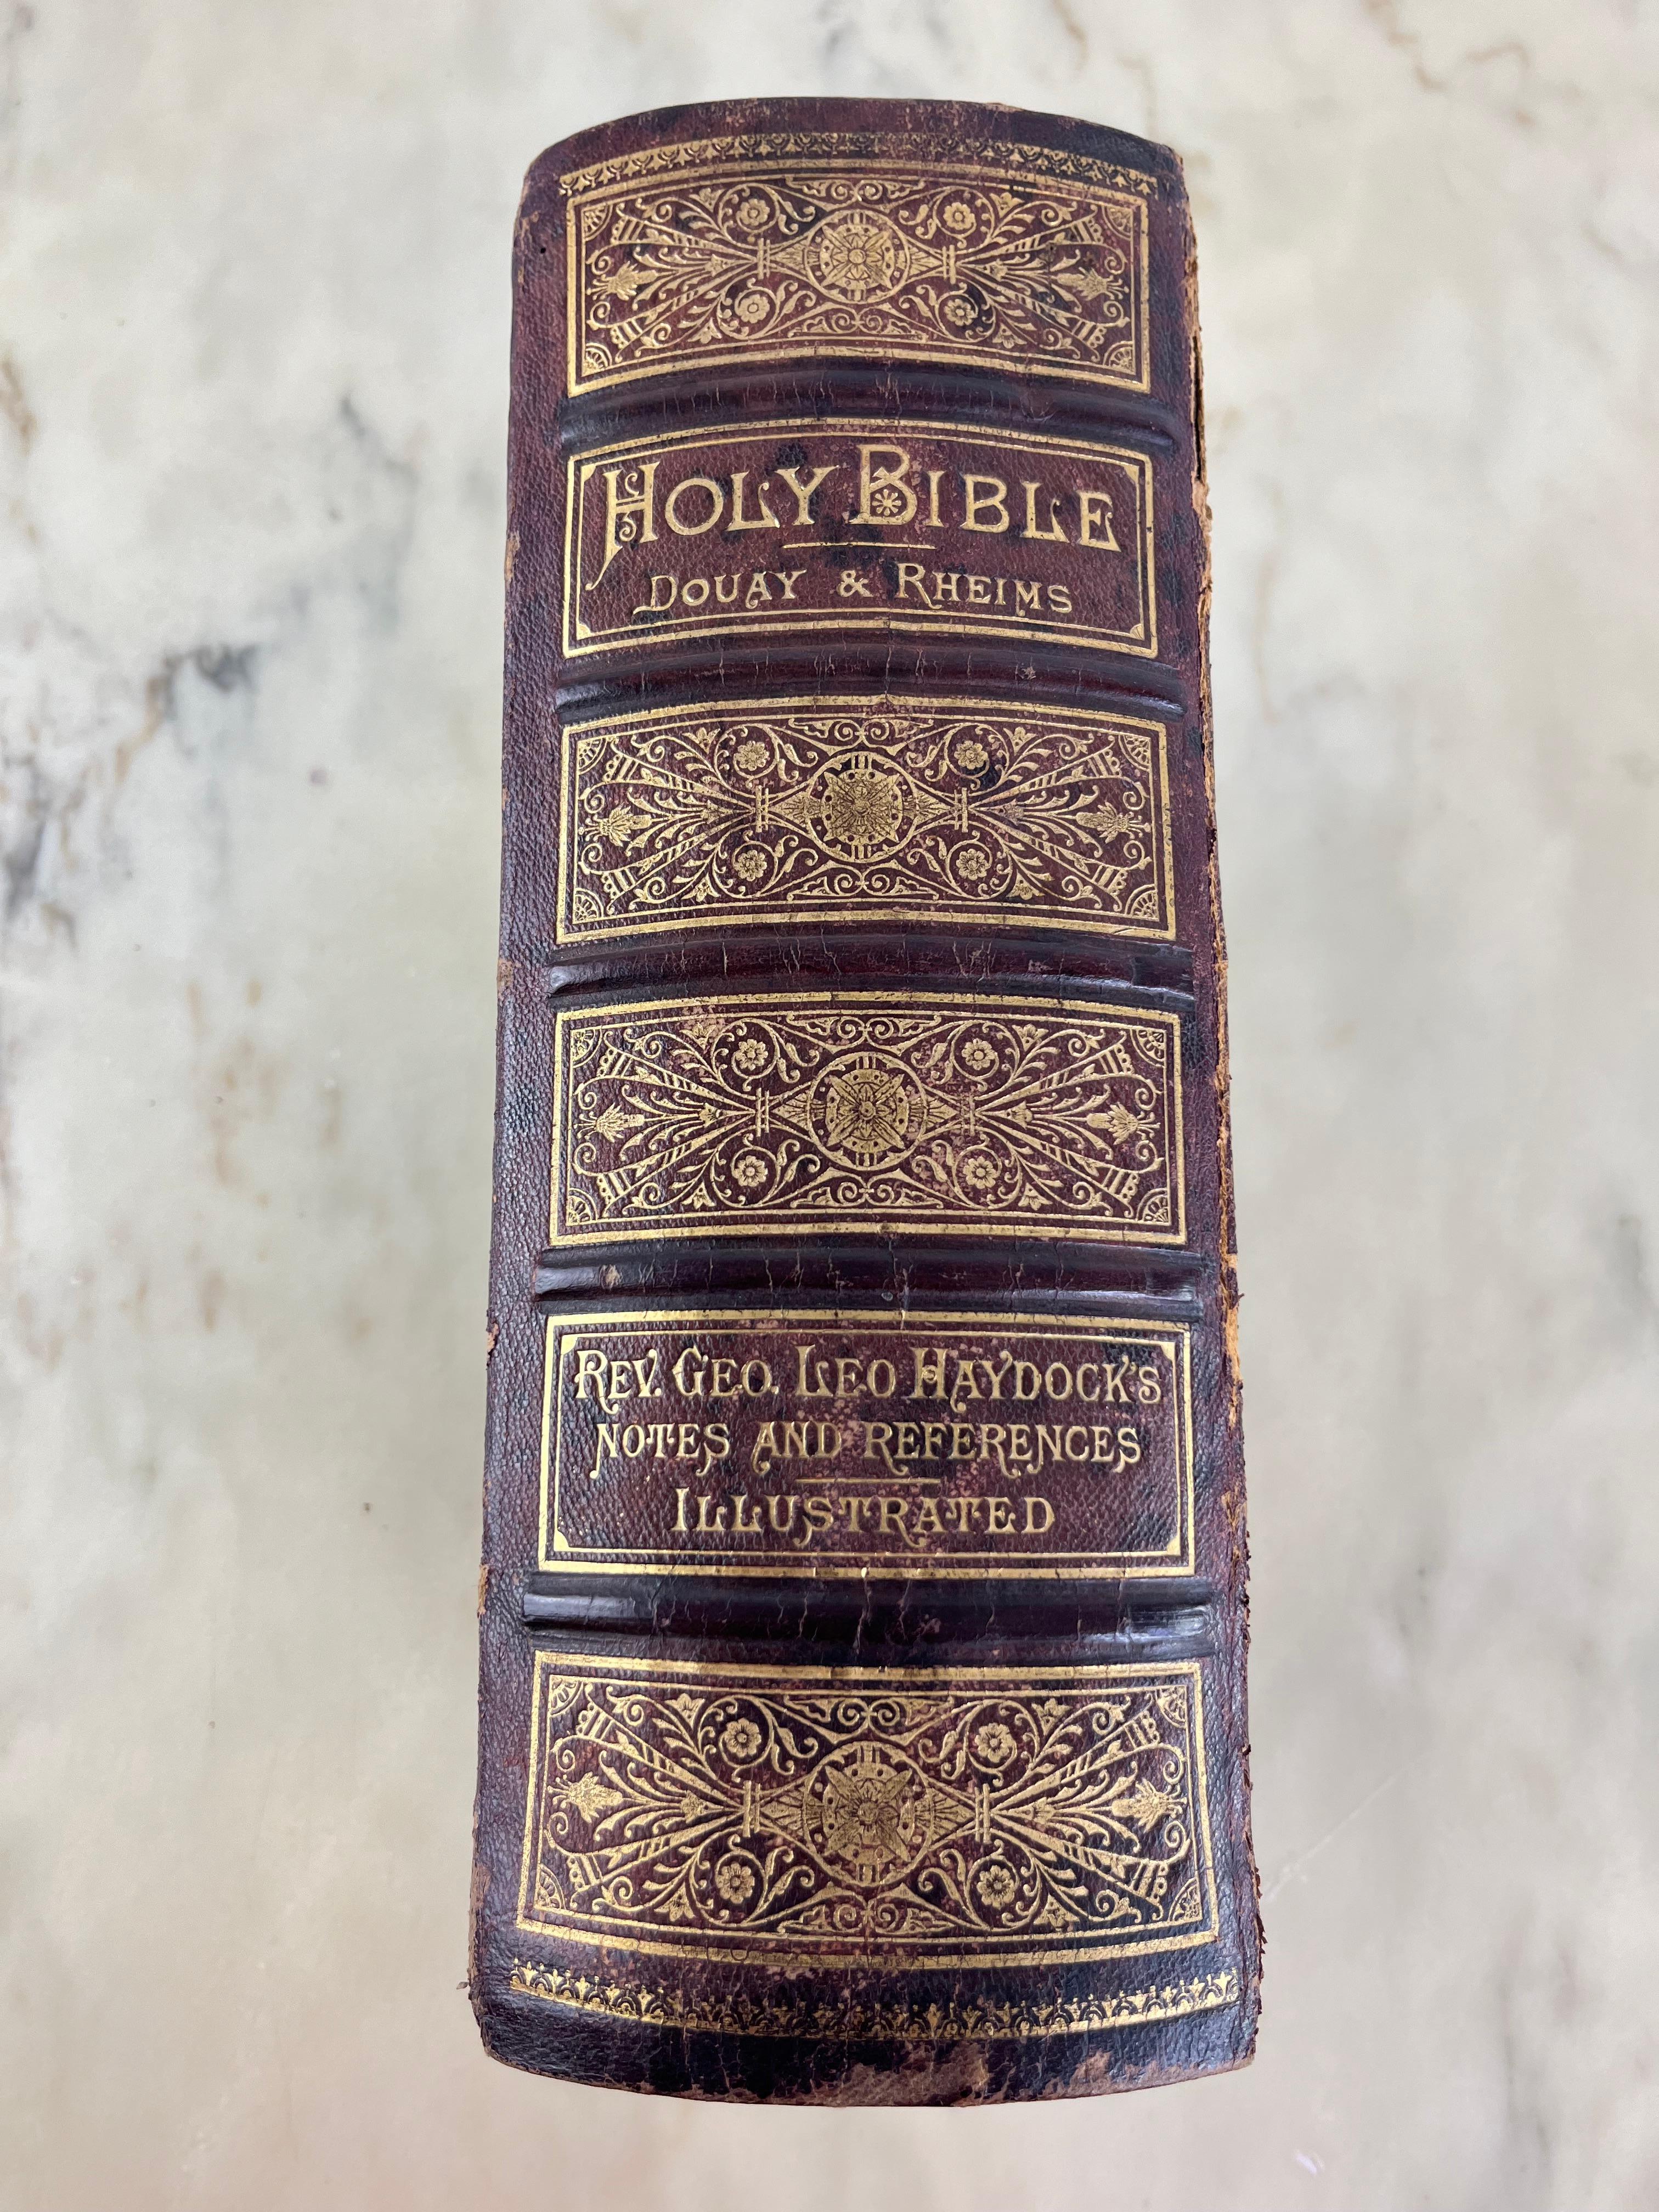 HOLY BIBLE
DOUAY & RHEIMS
REV. GEO. LEO HAYDOCK'S
NOTES AND REFERENCES
ILLUSTRATED